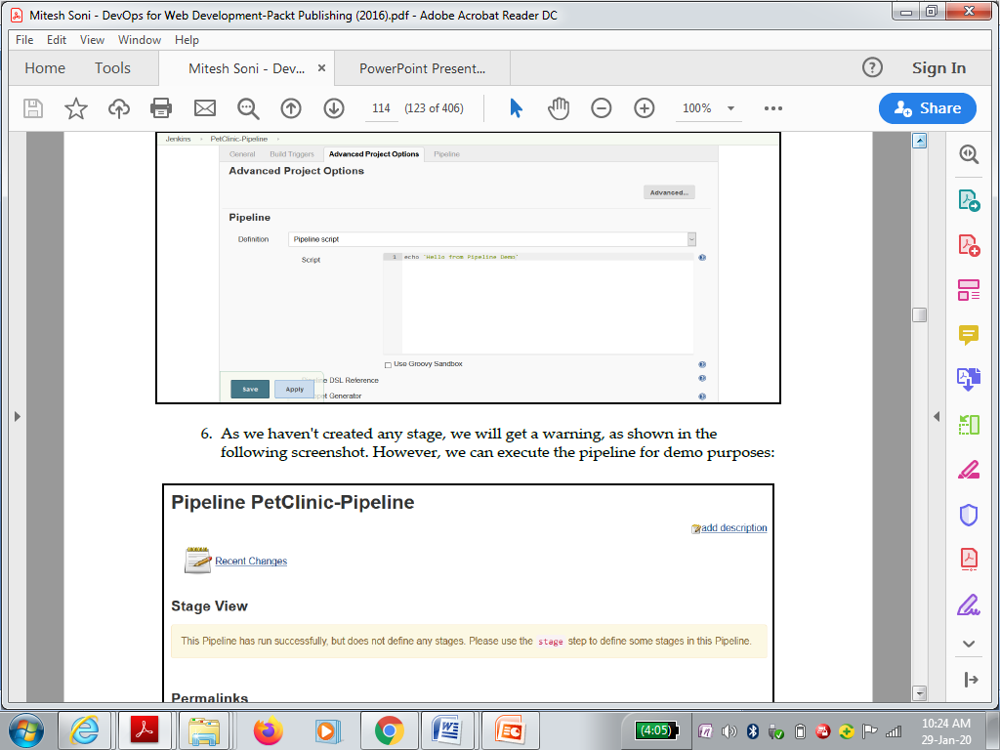 Mitesh Soni - DevOps for Web Development-Packt Publishing (2016).pdf - Adobe Acrobat Reader DC
File Edit View Window Help
Home Tools Mitesh Soni - Dev... × PowerPoint Present... ? Sign In
114 (123 of 406) 100% Share
Jenkins PetClinic-Pipeline
General Build Triggers Advanced Project Options Pipeline
Advanced Project Options
Advanced...
Pipeline
Definition Pipeline script
Script 1 echo 'Hello from Pipeline Demo'
Use Groovy Sandbox
DSL Reference
Save Apply Generator
6. As we haven't created any stage, we will get a warning, as shown in the
following screenshot. However, we can execute the pipeline for demo purposes:
Pipeline PetClinic-Pipeline
add description
Recent Changes
Stage View
This Pipeline has run successfully, but does not define any stages. Please use the stage step to define some stages in this Pipeline.
Permalinks
(4:05) 10:24 AM
29-Jan-20